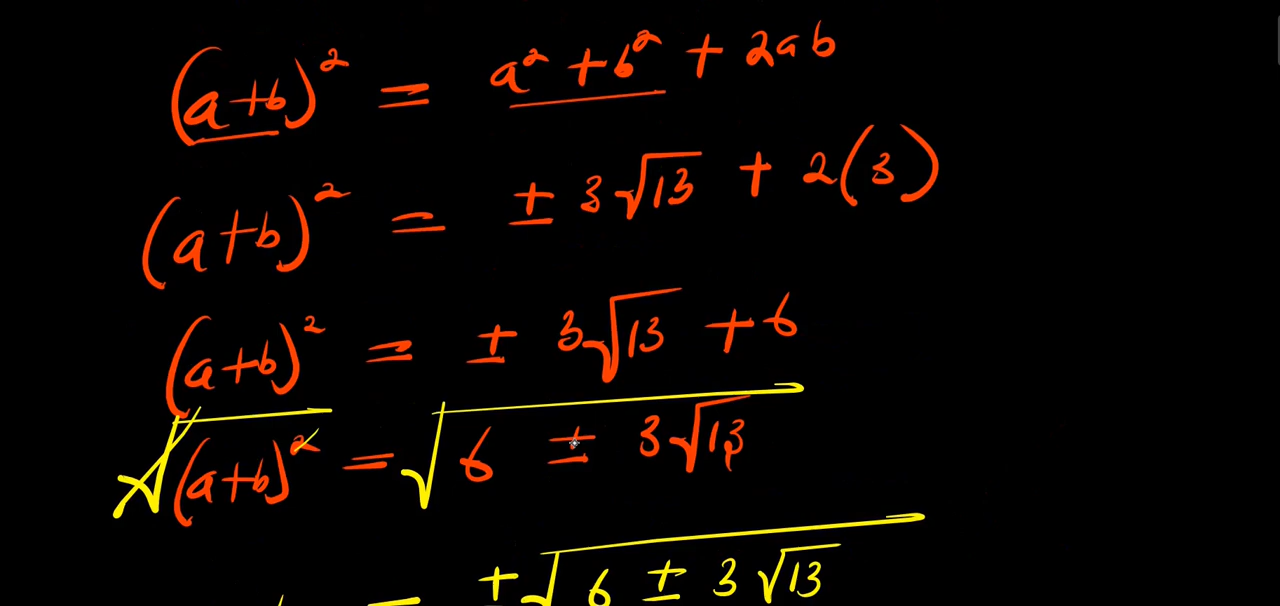 (a+b)² = a² + b² + 2ab
(a+b)² = ± 3√13 + 2(3)
(a+b)² = ± 3√13 + 6
√(a+b)² = √6 ± 3√13
= ±√6 ± 3√13